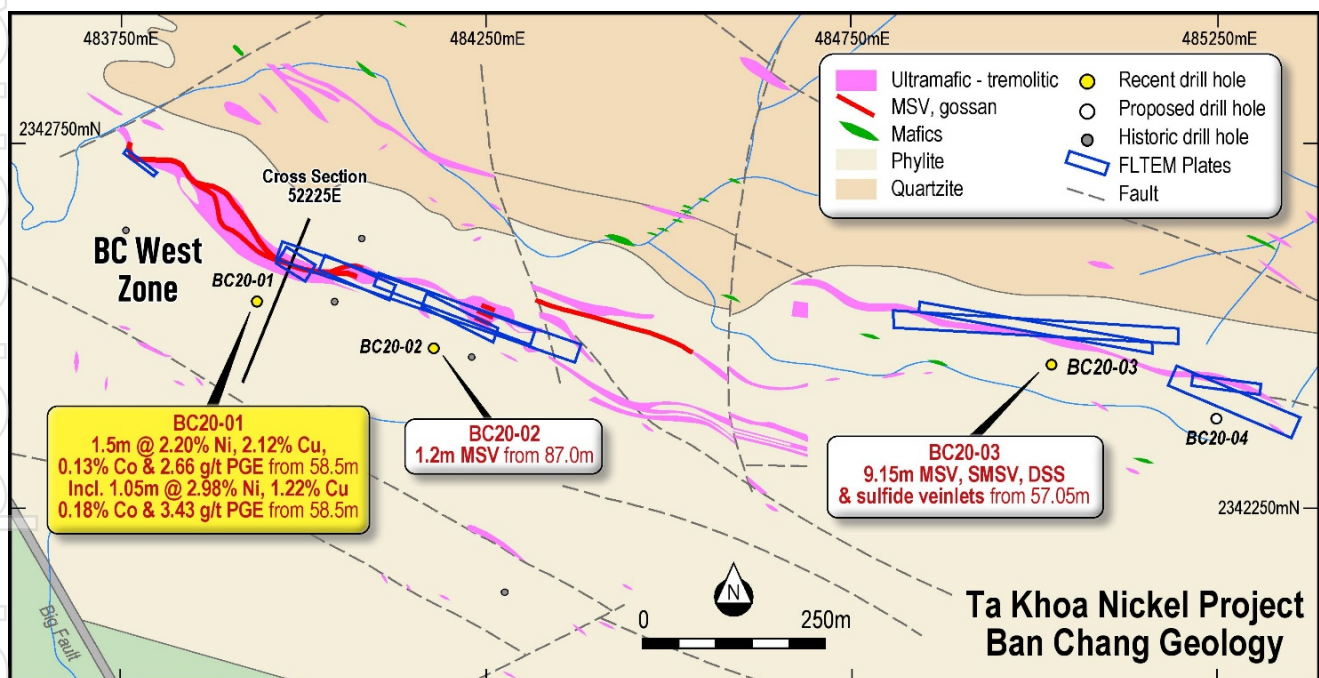 483750mE
484250mE
484750mE
485250mE
Ultramafic - tremolitic
MSV, gossan
Mafics
Phylite
Quartzite
Recent drill hole
Proposed drill hole
Historic drill hole
FLTEM Plates
Fault
2342750mN
Cross Section
52225E
BC West
Zone
BC20-01
BC20-02
BC20-03
BC20-04
BC20-01
1.5m @ 2.20% Ni, 2.12% Cu,
0.13% Co & 2.66 g/t PGE from 58.5m
Incl. 1.05m @ 2.98% Ni, 1.22% Cu
0.18% Co & 3.43 g/t PGE from 58.5m
BC20-02
1.2m MSV from 87.0m
BC20-03
9.15m MSV, SMSV, DSS
& sulfide veinlets from 57.05m
2342250mN
Big Fault
N
0
250m
Ta Khoa Nickel Project
Ban Chang Geology